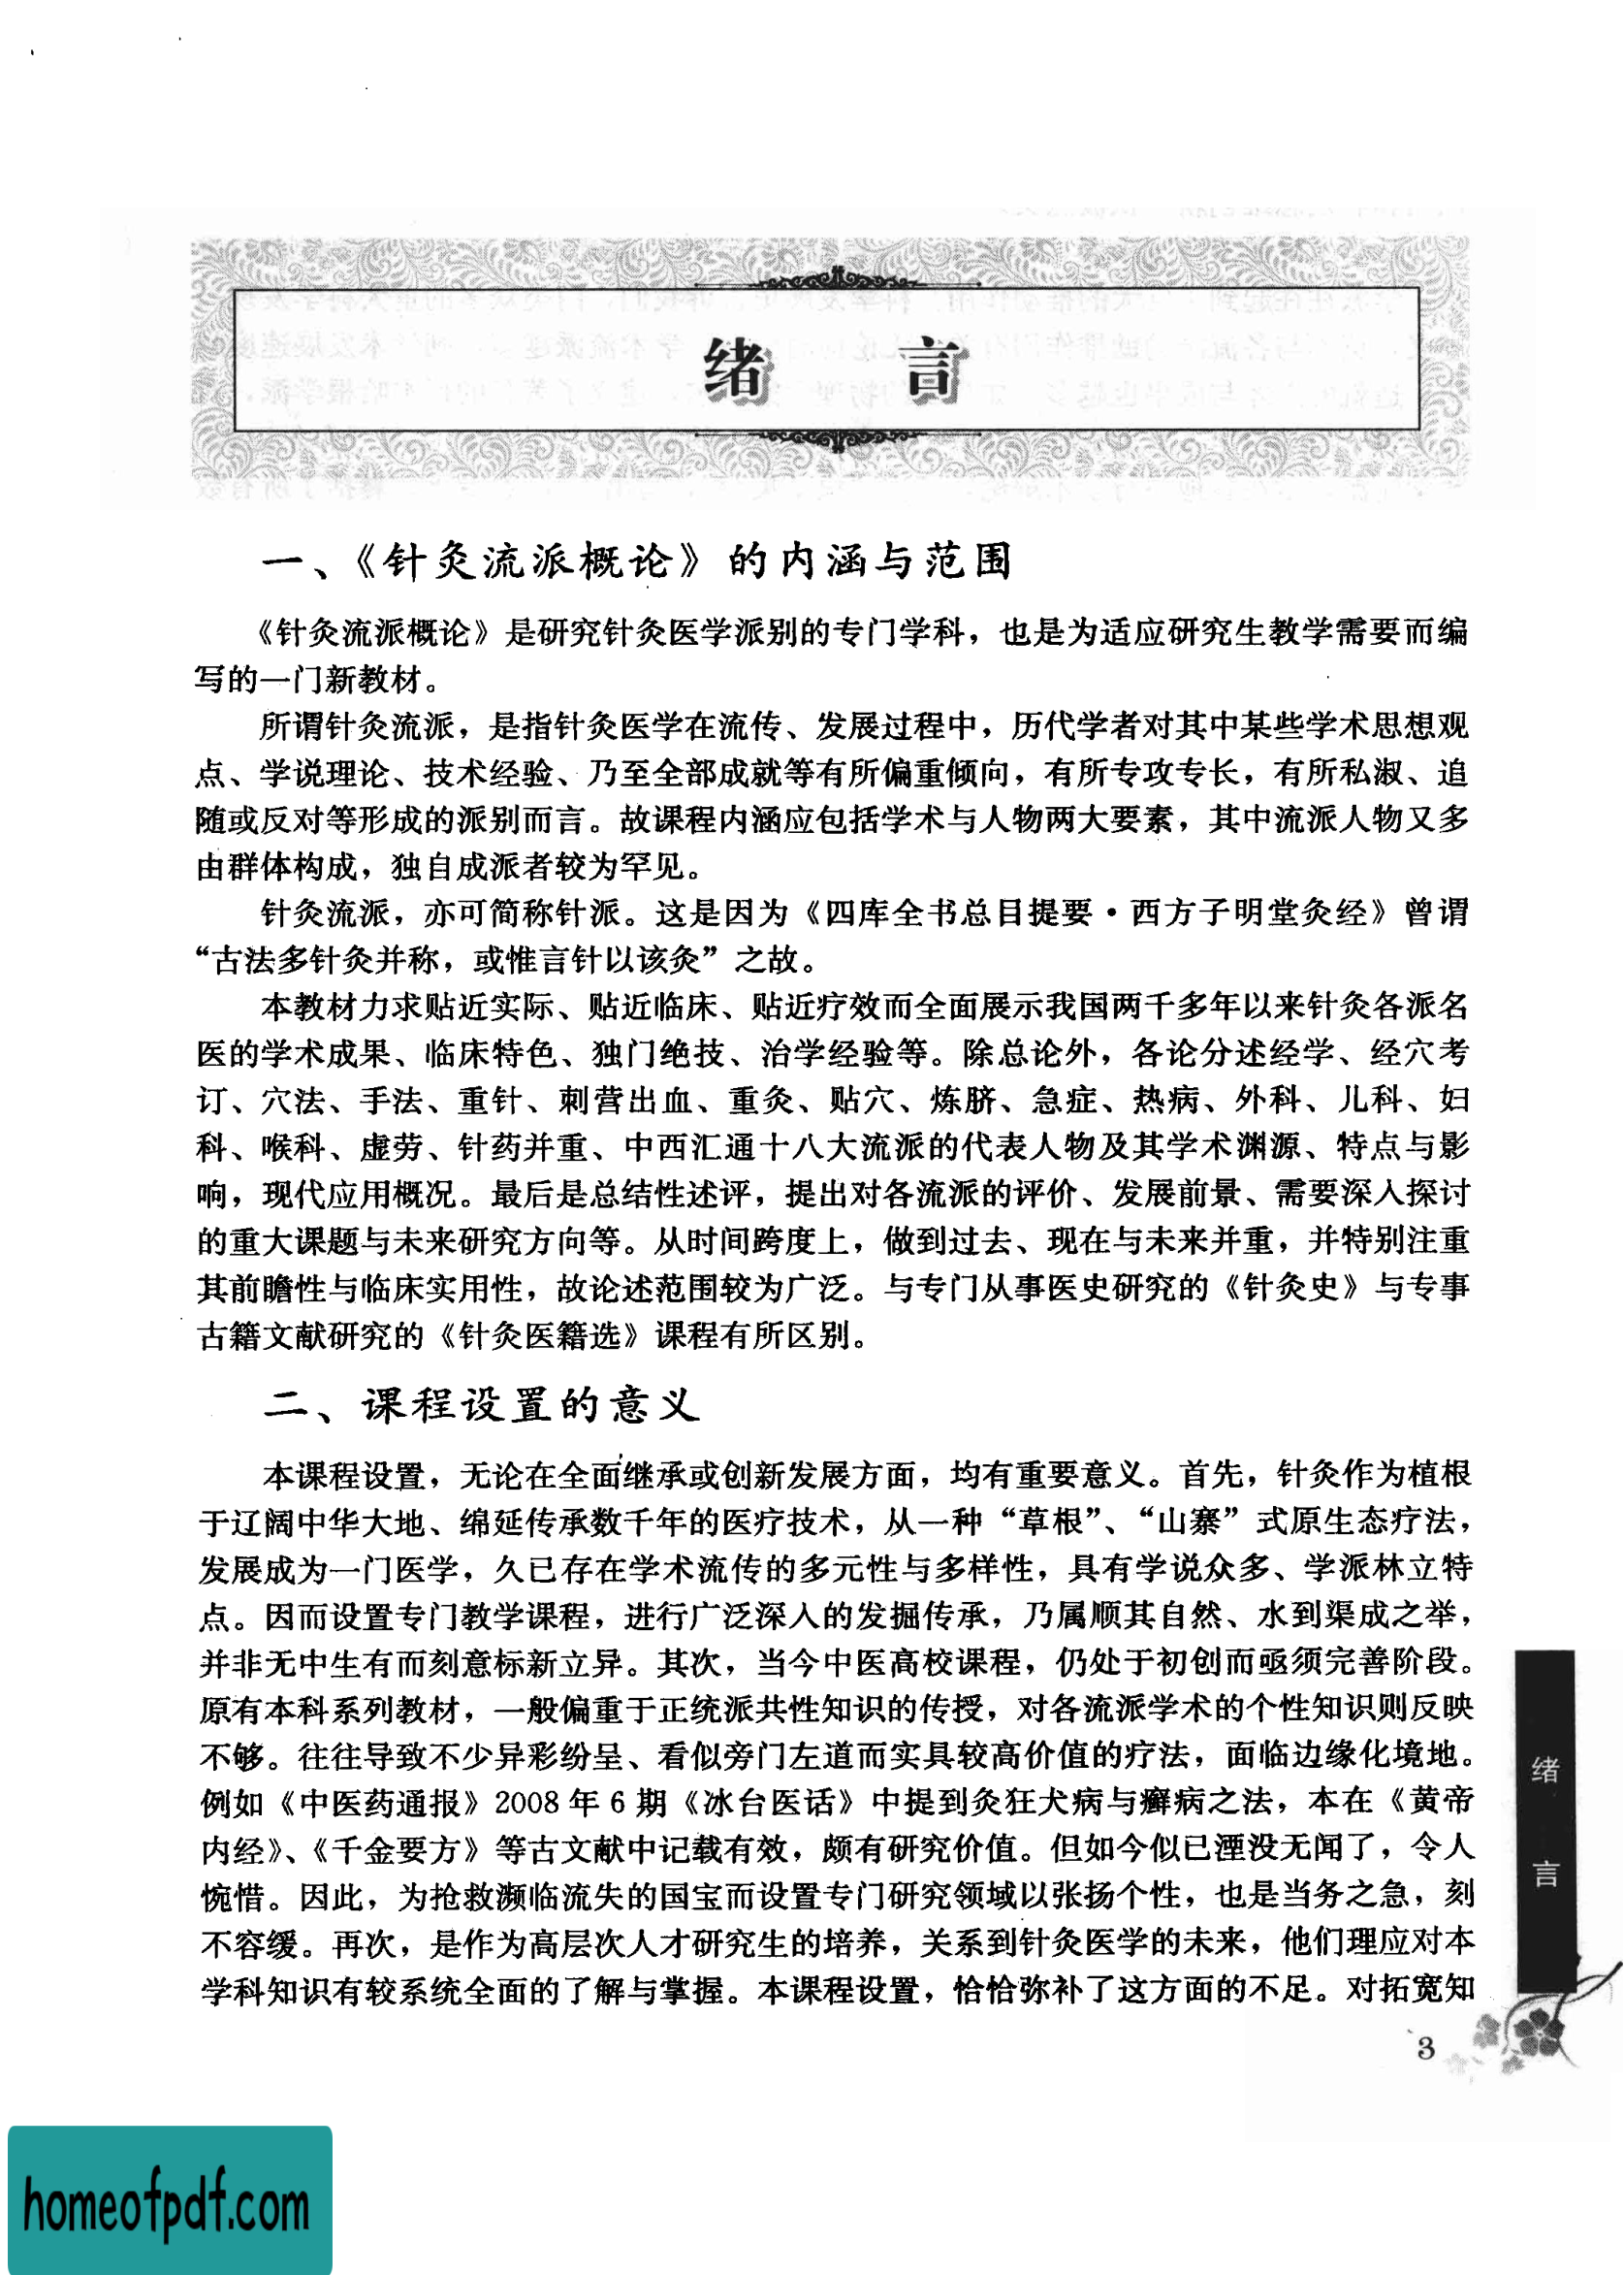 绪 言
一、《针灸流派概论》的内涵与范围
《针灸流派概论》是研究针灸医学派别的专门学科，也是为适应研究生教学需要而编
写的一门新教材。
所谓针灸流派，是指针灸医学在流传、发展过程中，历代学者对其中某些学术思想观
点、学说理论、技术经验、乃至全部成就等有所偏重倾向，有所专攻专长，有所私淑、追
随或反对等形成的派别而言。故课程内涵应包括学术与人物两大要素，其中流派人物又多
由群体构成，独自成派者较为罕见。
针灸流派，亦可简称针派。这是因为《四库全书总目提要·西方子明堂灸经》曾谓
“古法多针灸并称，或惟言针以该灸”之故。
本教材力求贴近实际、贴近临床、贴近疗效而全面展示我国两千多年以来针灸各派名
医的学术成果、临床特色、独门绝技、治学经验等。除总论外，各论分述经学、经穴考
订、穴法、手法、重针、刺营出血、重灸、贴穴、炼脐、急症、热病、外科、儿科、妇
科、喉科、虚劳、针药并重、中西汇通十八大流派的代表人物及其学术渊源、特点与影
响，现代应用概况。最后是总结性述评，提出对各流派的评价、发展前景、需要深入探讨
的重大课题与未来研究方向等。从时间跨度上，做到过去、现在与未来并重，并特别注重
其前瞻性与临床实用性，故论述范围较为广泛。与专门从事医史研究的《针灸史》与专事
古籍文献研究的《针灸医籍选》课程有所区别。
二、课程设置的意义
本课程设置，无论在全面继承或创新发展方面，均有重要意义。首先，针灸作为植根
于辽阔中华大地、绵延传承数千年的医疗技术，从一种“草根”、“山寨”式原生态疗法，
发展成为一门医学，久已存在学术流传的多元性与多样性，具有学说众多、学派林立特
点。因而设置专门教学课程，进行广泛深入的发掘传承，乃属顺其自然、水到渠成之举，
并非无中生有而刻意标新立异。其次，当今中医高校课程，仍处于初创而亟须完善阶段。
原有本科系列教材，一般偏重于正统派共性知识的传授，对各流派学术的个性知识则反映
不够。往往导致不少异彩纷呈、看似旁门左道而实具较高价值的疗法，面临边缘化境地。
例如《中医药通报》2008年6期《冰台医话》中提到灸狂犬病与癣病之法，本在《黄帝
内经》、《千金要方》等古文献中记载有效，颇有研究价值。但如今似已湮没无闻了，令人
惋惜。因此，为抢救濒临流失的国宝而设置专门研究领域以张扬个性，也是当务之急，刻
不容缓。再次，是作为高层次人才研究生的培养，关系到针灸医学的未来，他们理应对本
学科知识有较系统全面的了解与掌握。本课程设置，恰恰弥补了这方面的不足。对拓宽知
绪
言
3
homeofpdf.com